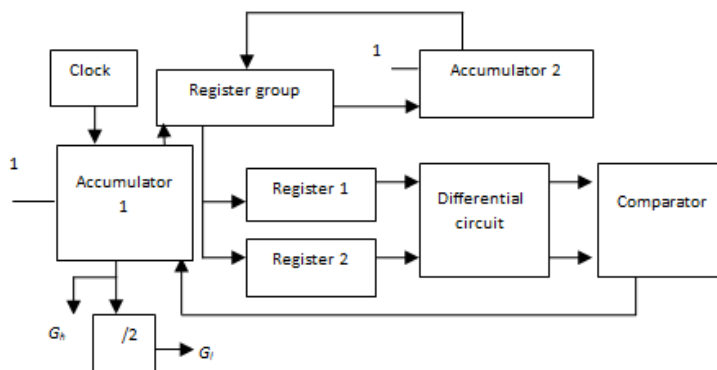 1
Clock
Register group
Accumulator 2
1
Accumulator
1
Register 1
Differential
circuit
Comparator
Register 2
Gh
/2
Gl